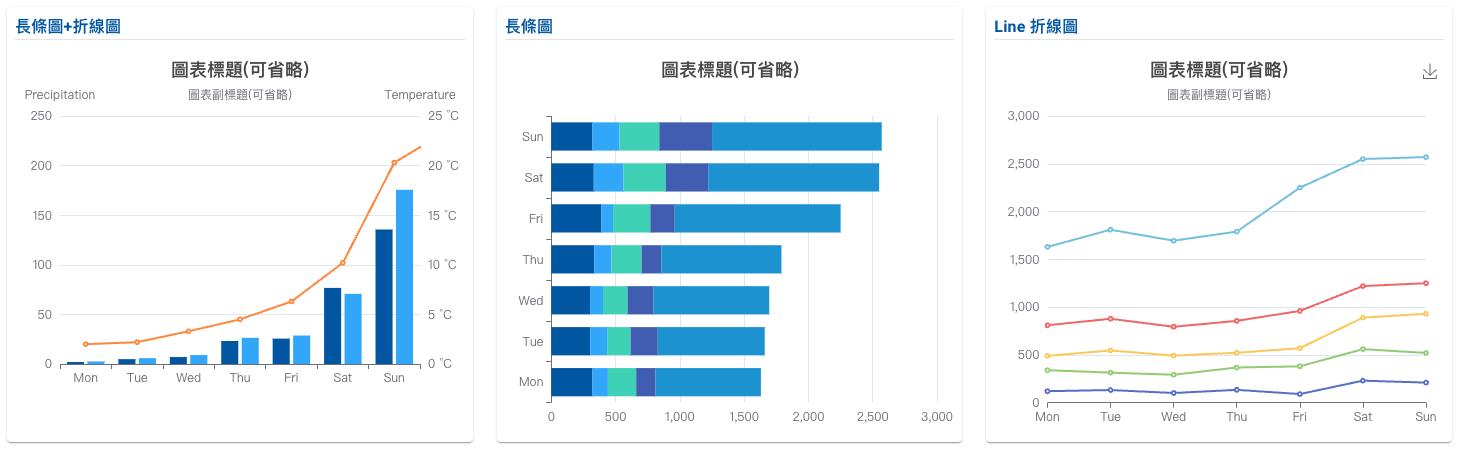 長條圖+折線圖
圖表標題(可省略)
圖表副標題(可省略)
Precipitation
Temperature
250
200
150
100
50
0
25 °C
20 °C
15 °C
10 °C
5 °C
0 °C
Mon Tue Wed Thu Fri Sat Sun
長條圖
圖表標題(可省略)
Sun
Sat
Fri
Thu
Wed
Tue
Mon
0 500 1,000 1,500 2,000 2,500 3,000
Line 折線圖
圖表標題(可省略)
圖表副標題(可省略)
3,000
2,500
2,000
1,500
1,000
500
0
Mon Tue Wed Thu Fri Sat Sun